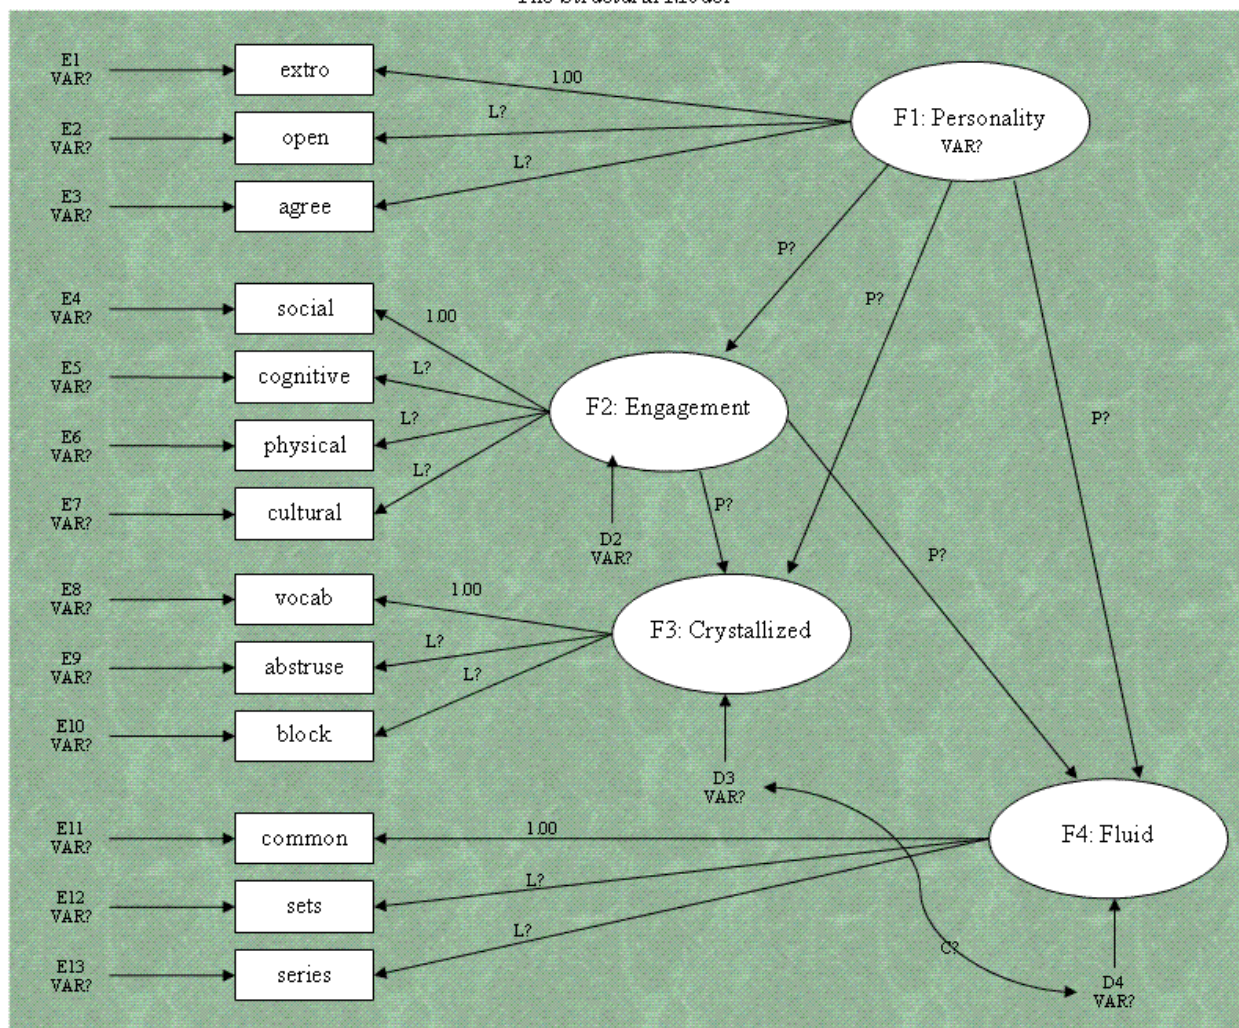 The Structural Model
E1
VAR?
extro
1.00
F1: Personality
VAR?
E2
VAR?
open
L?
E3
VAR?
agree
L?
P?
P?
P?
E4
VAR?
social
1.00
E5
VAR?
cognitive
L?
F2: Engagement
E6
VAR?
physical
L?
E7
VAR?
cultural
L?
D2
VAR?
P?
P?
E8
VAR?
vocab
1.00
F3: Crystallized
E9
VAR?
abstruse
L?
E10
VAR?
block
L?
D3
VAR?
E11
VAR?
common
1.00
F4: Fluid
E12
VAR?
sets
L?
E13
VAR?
series
L?
C?
D4
VAR?